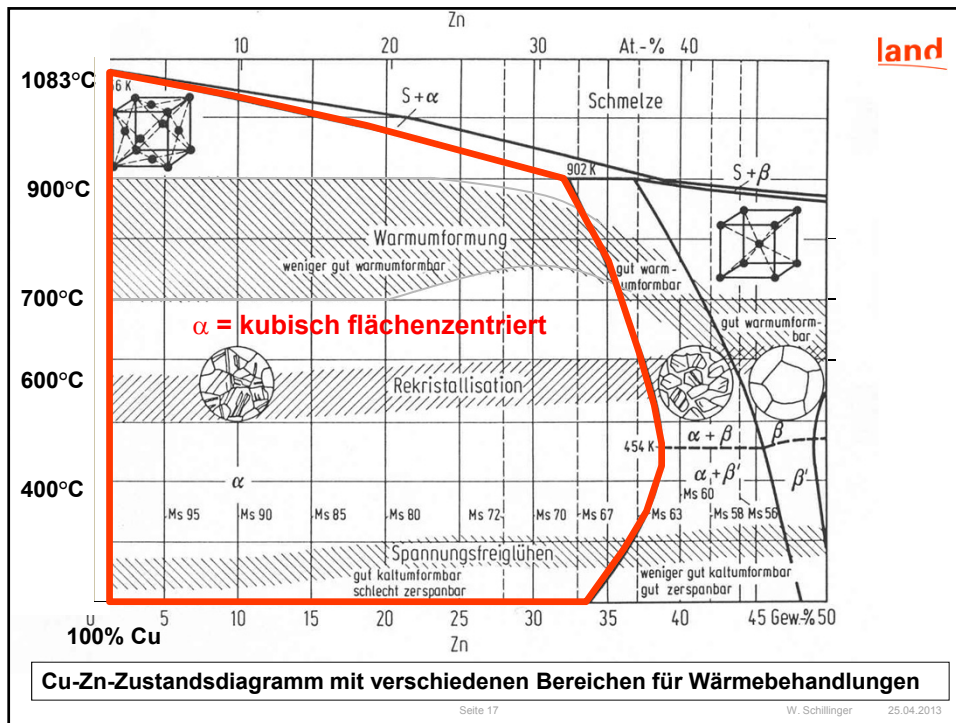 Zn
10 20 30 At.-% 40
land
1083°C
6 K
S+α
Schmelze
902 K
S+β
900°C
Warmumformung
weniger gut warmumformbar
gut warm-
umformbar
700°C
α = kubisch flächenzentriert
gut warmumform-
bar
600°C
Rekristallisation
α+β
β
454 K
400°C
α
α+β'
β'
Ms 60
Ms 95 Ms 90 Ms 85 Ms 80 Ms 72 Ms 70 Ms 67 Ms 63 Ms 58 Ms 56
Spannungsfreiglühen
gut kaltumformbar
schlecht zerspanbar
weniger gut kaltumformbar
gut zerspanbar
5 10 15 20 25 30 35 40 45 Gew.-% 50
100% Cu
Zn
Cu-Zn-Zustandsdiagramm mit verschiedenen Bereichen für Wärmebehandlungen
Seite 17 W. Schillinger 25.04.2013